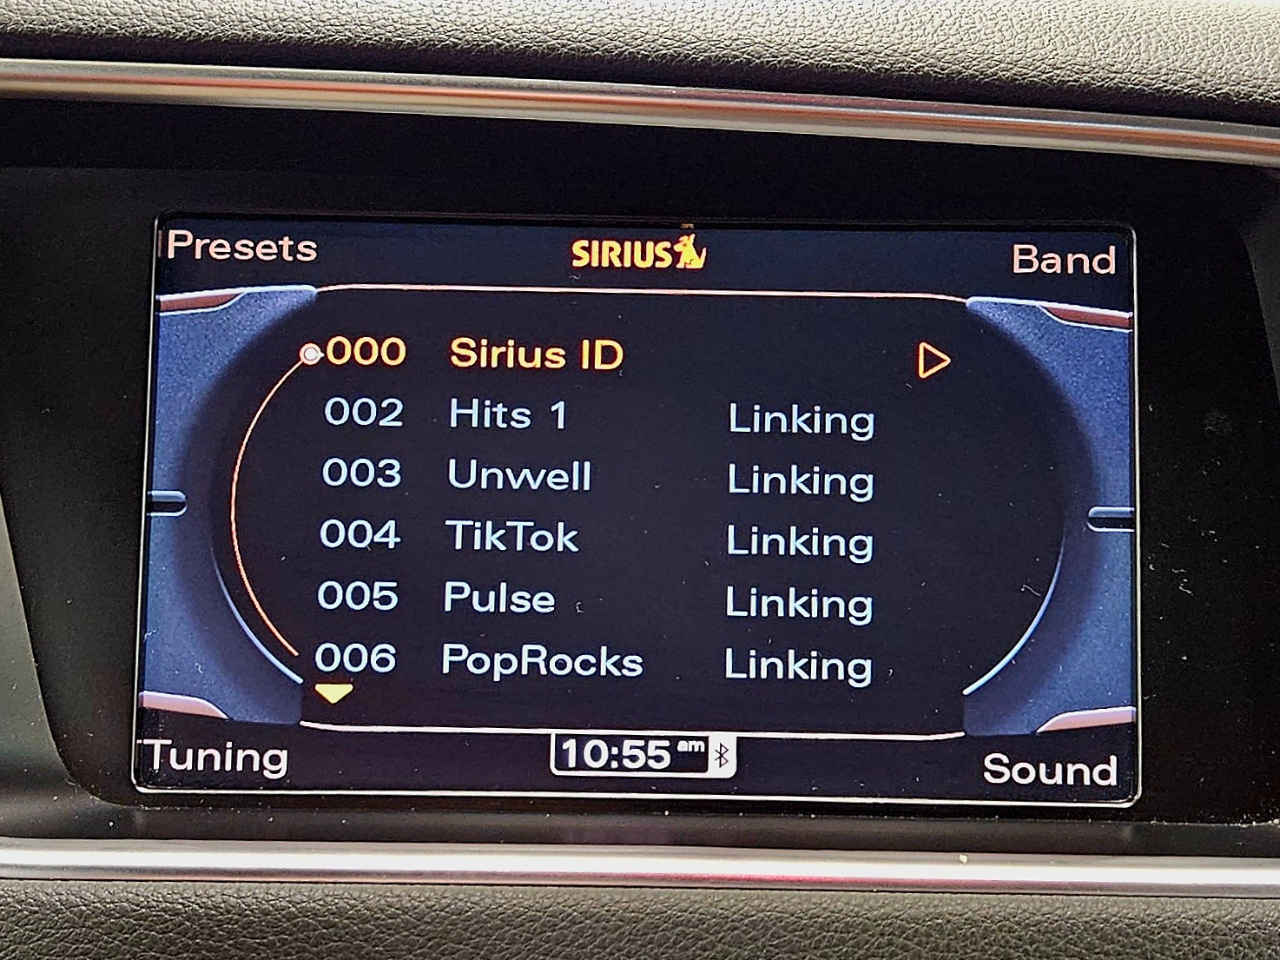 Presets
SIRIUS
Band
000 Sirius ID
002 Hits 1 Linking
003 Unwell Linking
004 TikTok Linking
005 Pulse Linking
006 PopRocks Linking
Tuning
10:55 am
Sound